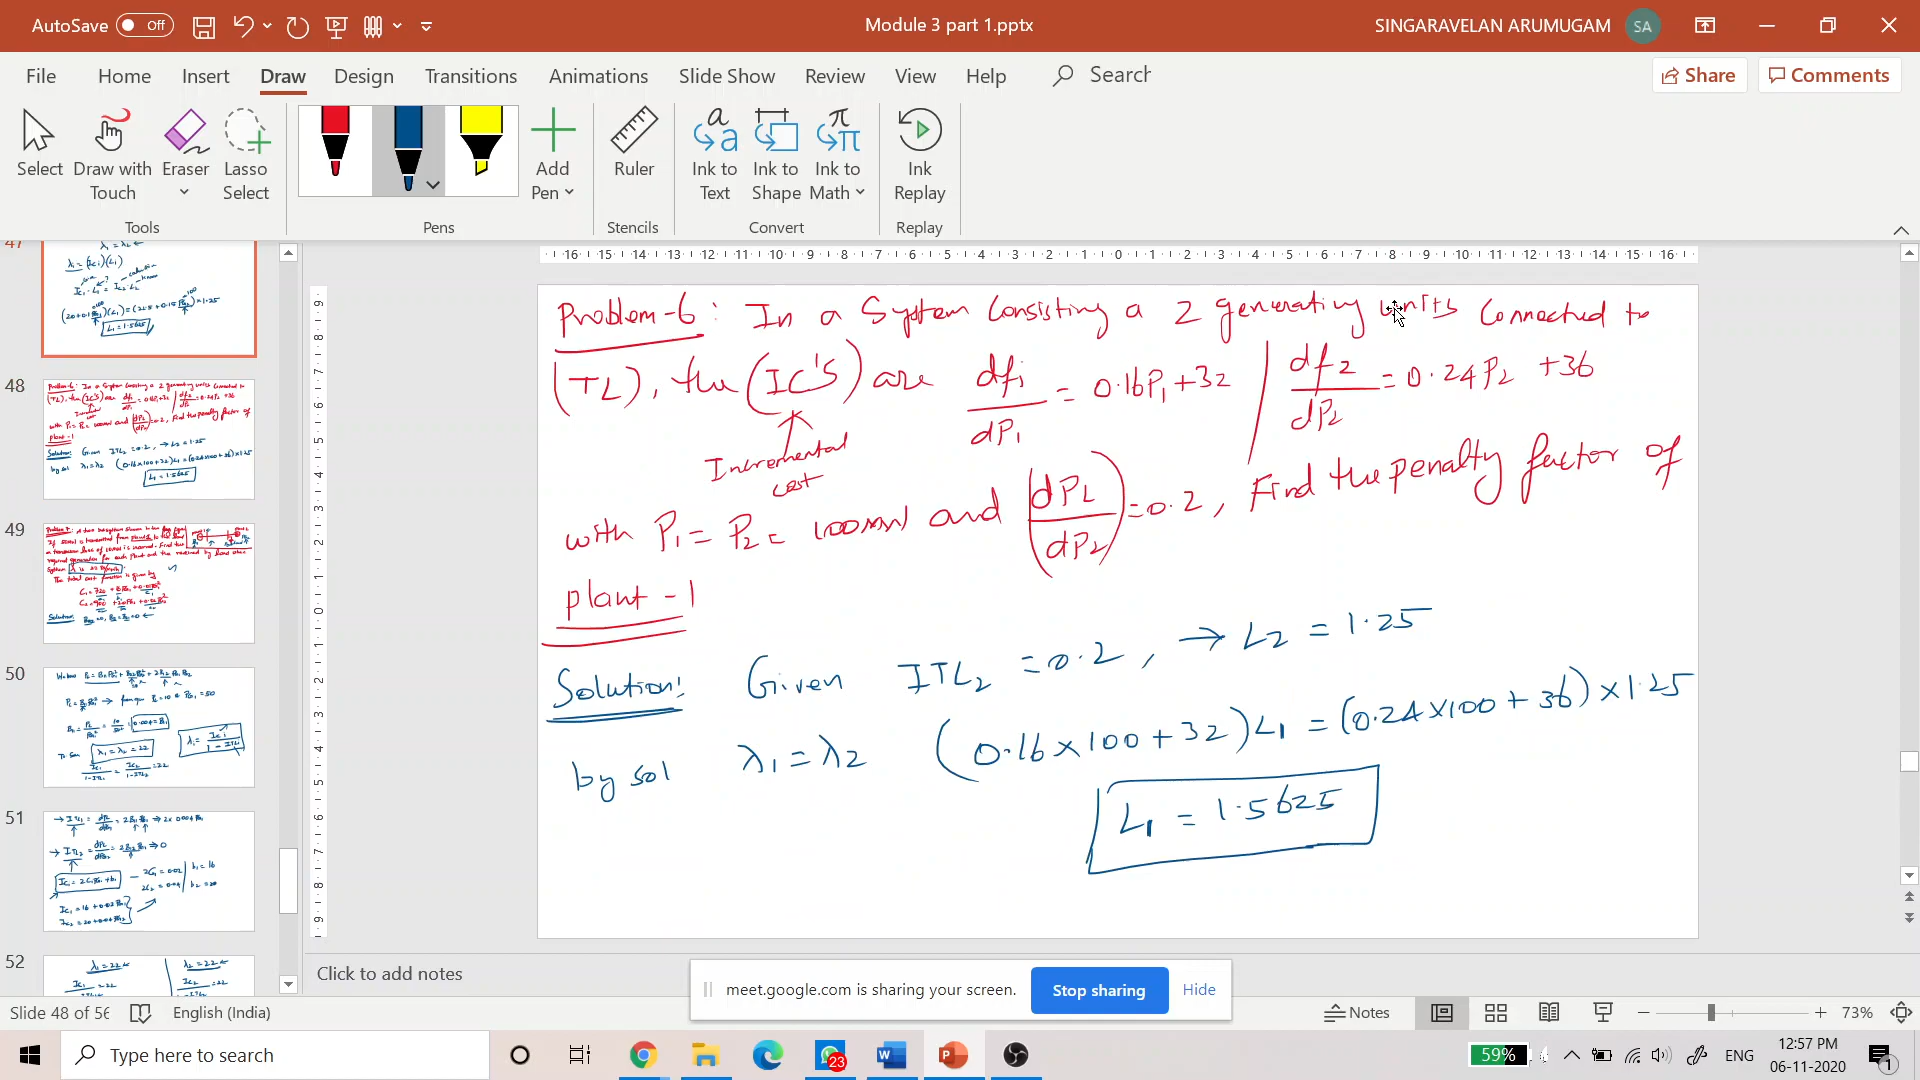 AutoSave Off
Module 3 part 1.pptx
SINGARAVELAN ARUMUGAM SA
File Home Insert Draw Design Transitions Animations Slide Show Review View Help Search
Share Comments
Select
Draw with Touch
Eraser
Lasso Select
Add Pen
Ruler
Ink to Text
Ink to Shape
Ink to Math
Ink Replay
Tools Pens Stencils Convert Replay
47
48
49
50
51
52
Problem-6: In a System Consisting a 2 generating units Connected to
(TL), the (IC'S) are df1/dP1 = 0.16P1+32 | df2/dP2 = 0.24P2 +36
Incremental cost
with P1 = P2 = 100MW and (dPL/dP2) = 0.2, Find the penalty factor of
plant-1
Solution: Given ITL2 = 0.2, → L2 = 1.25
by sol λ1 = λ2 (0.16×100+32)L1 = (0.24×100+36)×1.25
L1 = 1.5625
Click to add notes
meet.google.com is sharing your screen. Stop sharing Hide
Slide 48 of 56 English (India)
Notes
73%
Type here to search
23
59%
ENG
12:57 PM
06-11-2020
1